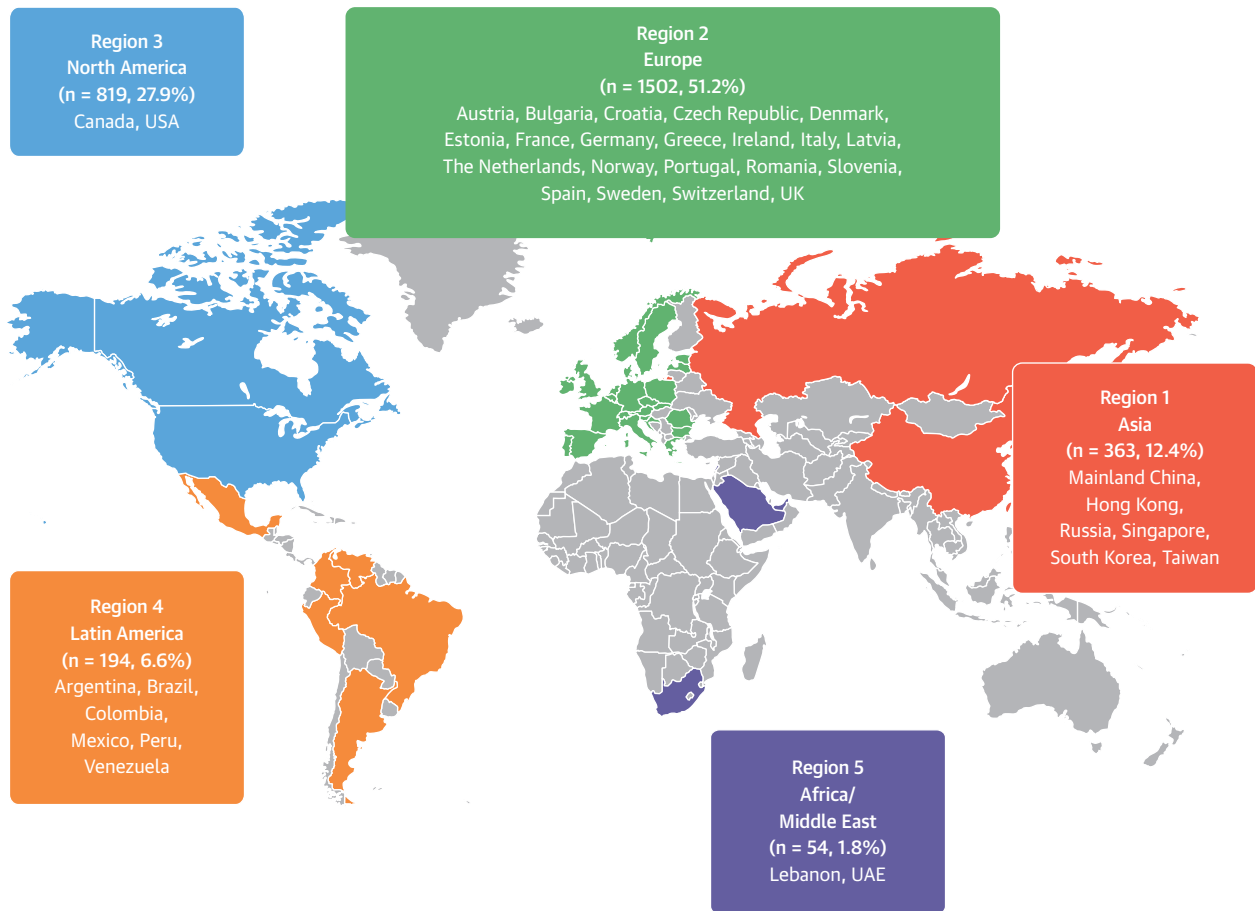 Region 3
North America
(n = 819, 27.9%)
Canada, USA
Region 2
Europe
(n = 1502, 51.2%)
Austria, Bulgaria, Croatia, Czech Republic, Denmark,
Estonia, France, Germany, Greece, Ireland, Italy, Latvia,
The Netherlands, Norway, Portugal, Romania, Slovenia,
Spain, Sweden, Switzerland, UK
Region 1
Asia
(n = 363, 12.4%)
Mainland China,
Hong Kong,
Russia, Singapore,
South Korea, Taiwan
Region 4
Latin America
(n = 194, 6.6%)
Argentina, Brazil,
Colombia,
Mexico, Peru,
Venezuela
Region 5
Africa/
Middle East
(n = 54, 1.8%)
Lebanon, UAE